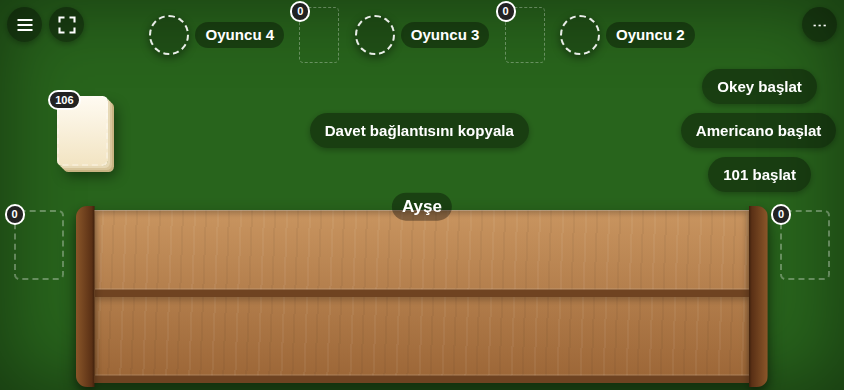 0
0
Oyuncu 4
Oyuncu 3
Oyuncu 2
...
Okey başlat
106
Davet bağlantısını kopyala
Americano başlat
101 başlat
Ayşe
0
0